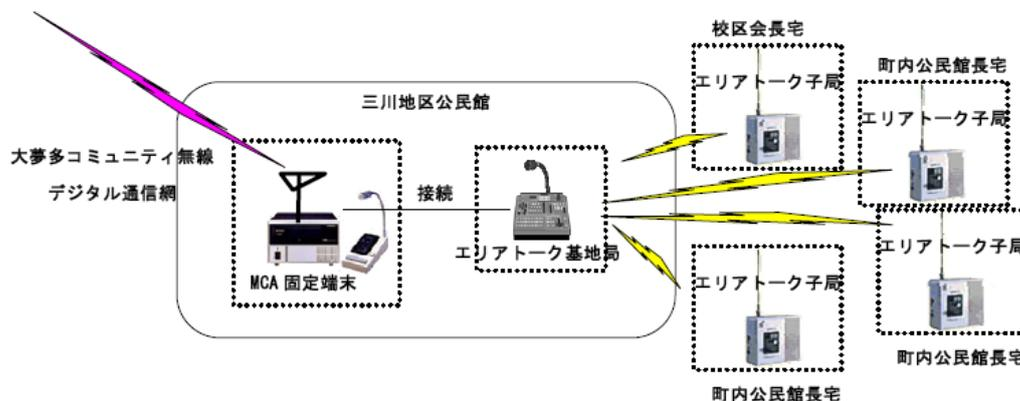 校区会長宅
エリアトーク子局
町内公民館長宅
エリアトーク子局
三川地区公民館
大夢多コミュニティ無線
デジタル通信網
接続
MCA 固定端末
エリアトーク基地局
エリアトーク子局
町内公民館長宅
エリアトーク子局
町内公民館長宅